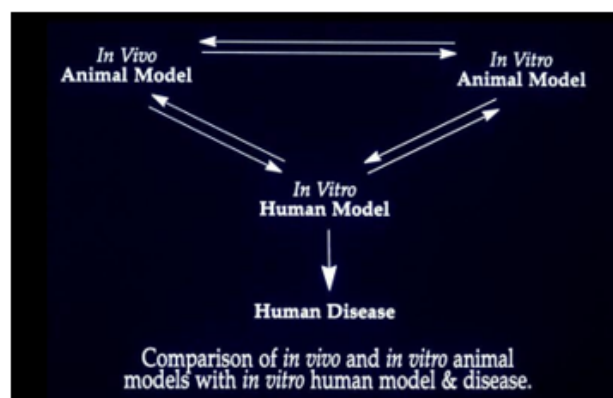 In Vivo
Animal Model
In Vitro
Animal Model
In Vitro
Human Model
Human Disease
Comparison of in vivo and in vitro animal
models with in vitro human model & disease.